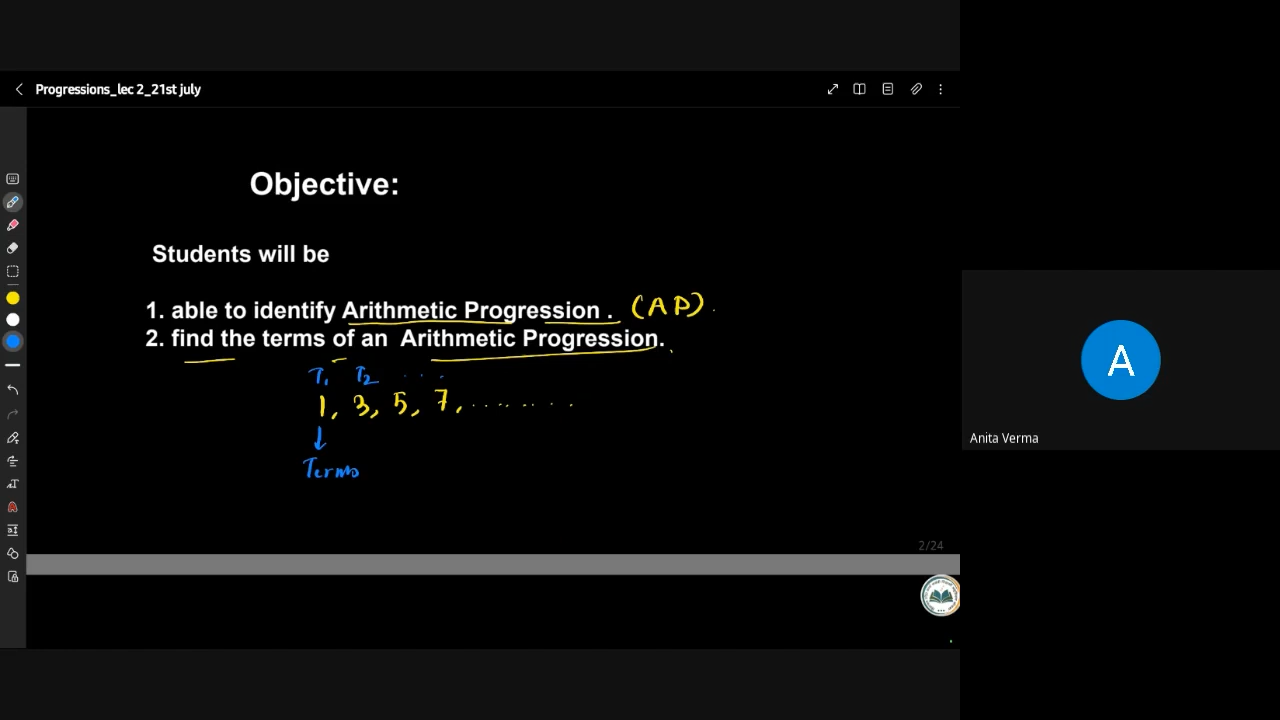 Progressions_lec 2_21st july
Objective:
Students will be
1. able to identify Arithmetic Progression . (AP)
2. find the terms of an Arithmetic Progression.
T1 T2 ...
1, 3, 5, 7, .........
↓
Terms
2/24
A
Anita Verma